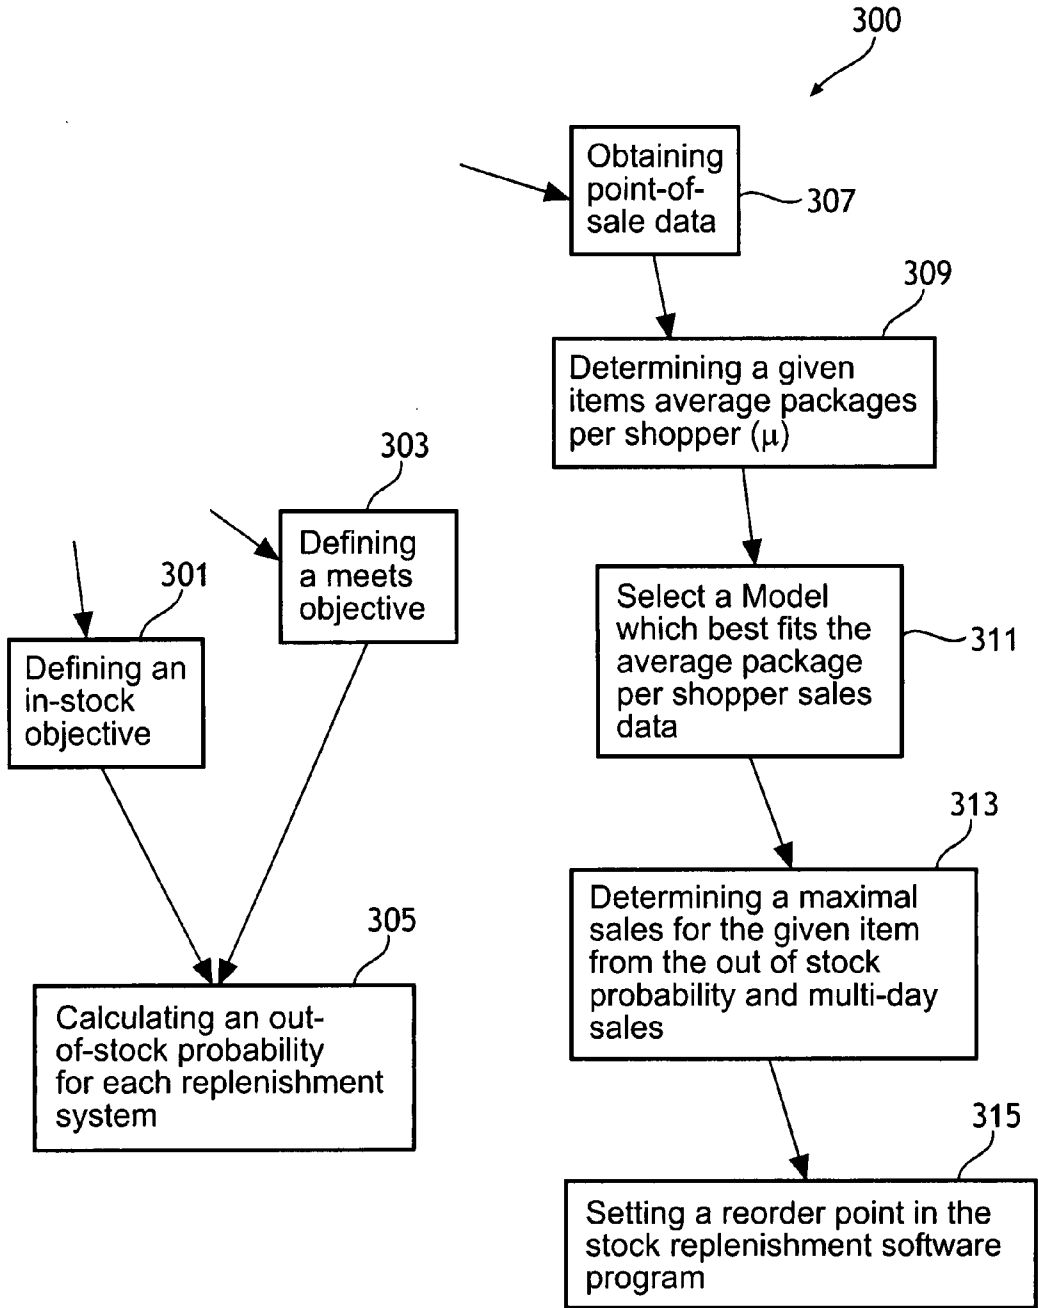 300
Obtaining
point-of-
sale data
307
309
Determining a given
items average packages
per shopper (μ)
303
Defining
a meets
objective
301
Defining an
in-stock
objective
311
Select a Model
which best fits the
average package
per shopper sales
data
313
Determining a maximal
sales for the given item
from the out of stock
probability and multi-day
sales
305
Calculating an out-
of-stock probability
for each replenishment
system
315
Setting a reorder point in the
stock replenishment software
program